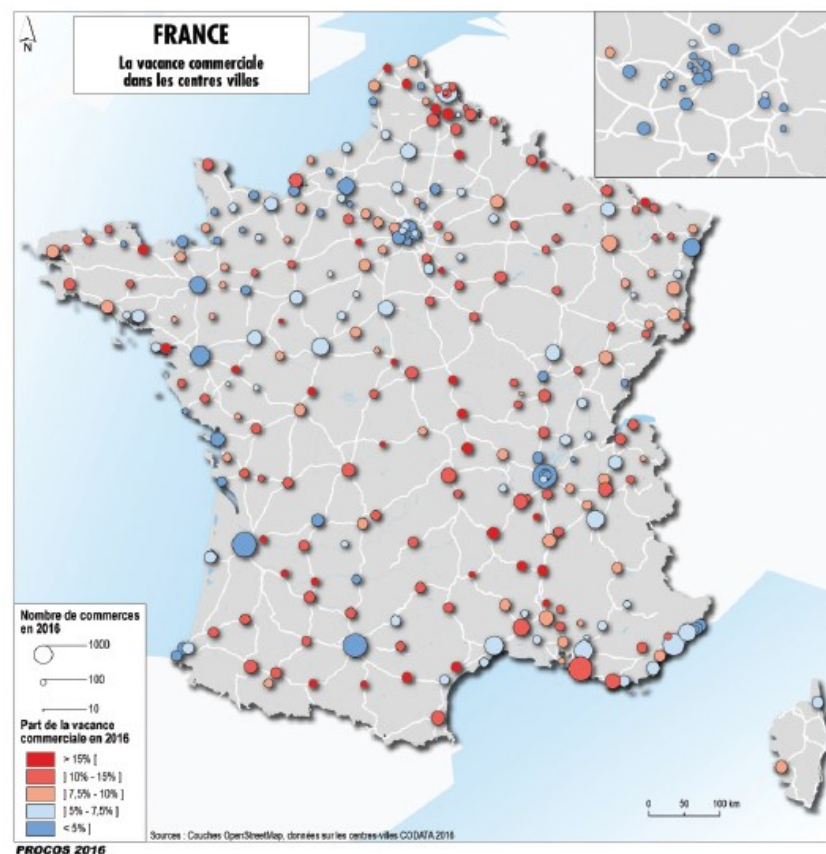 N
FRANCE
La vacance commerciale
dans les centres villes
Nombre de commerces
en 2016
1000
100
10
Part de la vacance
commerciale en 2016
> 15% [
] 10% - 15% ]
] 7,5% - 10% ]
] 5% - 7,5% ]
< 5% ]
0 50 100 km
Sources : Couches OpenStreetMap, données sur les centres-villes CODATA 2016
PROCOS 2016